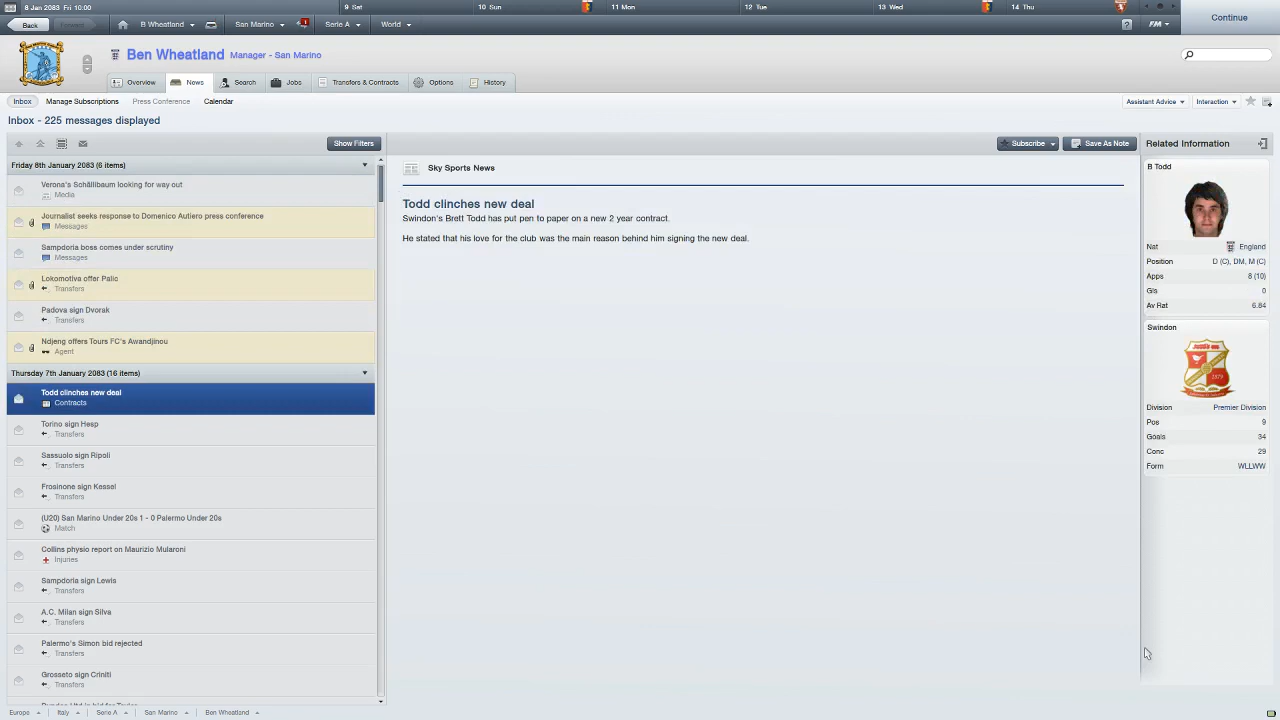 8 Jan 2083 Fri 10:00
9 Sat
10 Sun
11 Mon
12 Tue
13 Wed
14 Thu
Continue
Back
Forward
B Wheatland
San Marino
Serie A
World
FM
Ben Wheatland
Manager - San Marino
Overview
News
Search
Jobs
Transfers & Contracts
Options
History
Inbox
Manage Subscriptions
Press Conference
Calendar
Assistant Advice
Interaction
Inbox - 225 messages displayed
Show Filters
Subscribe
Save As Note
Related Information
Friday 8th January 2083 (6 items)
Verona's Schällibaum looking for way out
Media
Journalist seeks response to Domenico Autiero press conference
Messages
Sampdoria boss comes under scrutiny
Messages
Lokomotiva offer Palic
Transfers
Padova sign Dvorak
Transfers
Ndjeng offers Tours FC's Awandjinou
Agent
Thursday 7th January 2083 (16 items)
Todd clinches new deal
Contracts
Torino sign Hesp
Transfers
Sassuolo sign Ripoli
Transfers
Frosinone sign Kessel
Transfers
(U20) San Marino Under 20s 1 - 0 Palermo Under 20s
Match
Collins physio report on Maurizio Mularoni
Injuries
Sampdoria sign Lewis
Transfers
A.C. Milan sign Silva
Transfers
Palermo's Simon bid rejected
Transfers
Grosseto sign Criniti
Transfers
Sky Sports News
Todd clinches new deal
Swindon's Brett Todd has put pen to paper on a new 2 year contract.
He stated that his love for the club was the main reason behind him signing the new deal.
B Todd
Nat England
Position D (C), DM, M (C)
Apps 8 (10)
Gls 0
Av Rat 6.84
Swindon
1879
Division Premier Division
Pos 9
Goals 34
Conc 29
Form WLLWW
Europe
Italy
Serie A
San Marino
Ben Wheatland